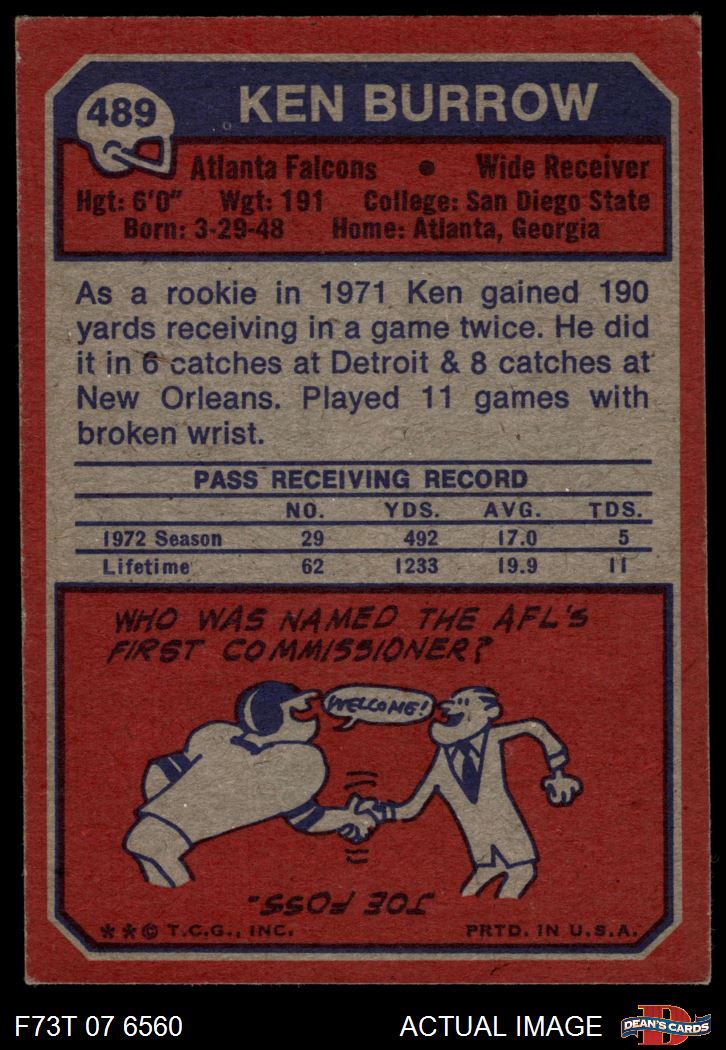 489
KEN BURROW
Atlanta Falcons • Wide Receiver
Hgt: 6'0" Wgt: 191 College: San Diego State
Born: 3-29-48 Home: Atlanta, Georgia
As a rookie in 1971 Ken gained 190
yards receiving in a game twice. He did
it in 6 catches at Detroit & 8 catches at
New Orleans. Played 11 games with
broken wrist.
PASS RECEIVING RECORD
NO. YDS. AVG. TDS.
1972 Season 29 492 17.0 5
Lifetime 62 1233 19.9 11
WHO WAS NAMED THE AFL'S
FIRST COMMISSIONER?
WELCOME!
JOE FOSS-
**© T.C.G., INC. PRTD. IN U.S.A.
F73T 07 6560 ACTUAL IMAGE
D
DEAN'S CARDS